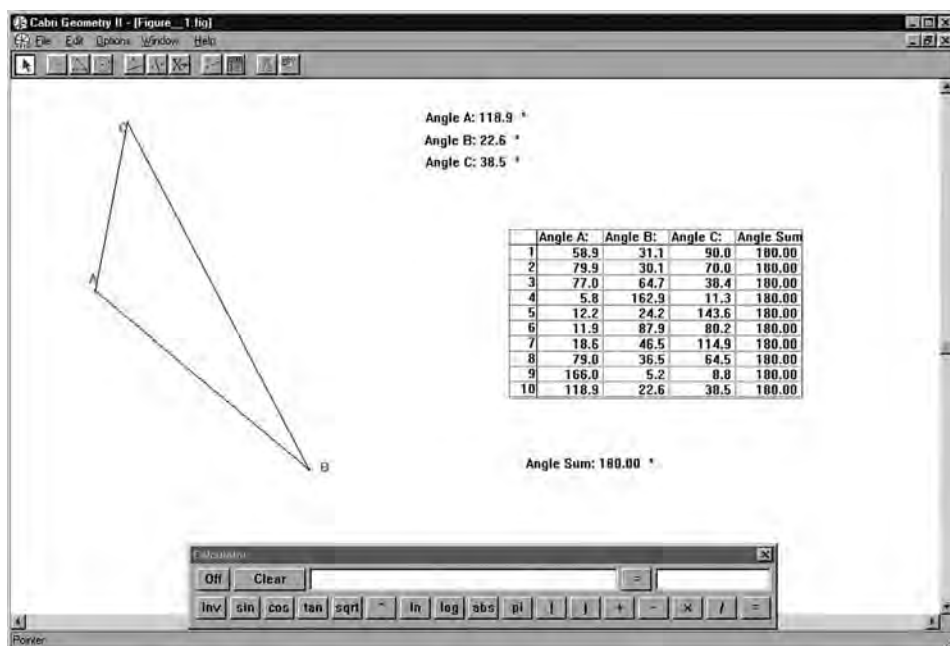 Cabri Geometry II - [Figure__1.fig]
File Edit Options Window Help
Angle A: 118.9 °
Angle B: 22.6 °
Angle C: 38.5 °
C
A
B
Angle A: Angle B: Angle C: Angle Sum
1 58.9 31.1 90.0 180.00
2 79.9 30.1 70.0 180.00
3 77.0 64.7 38.4 180.00
4 5.8 162.9 11.3 180.00
5 12.2 24.2 143.6 180.00
6 11.9 87.9 80.2 180.00
7 18.6 46.5 114.9 180.00
8 79.0 36.5 64.5 180.00
9 166.0 5.2 8.8 180.00
10 118.9 22.6 38.5 180.00
Angle Sum: 180.00 °
Calculator
Off Clear =
inv sin cos tan sqrt ^ ln log abs pi ( ) + - × / =
Pointer